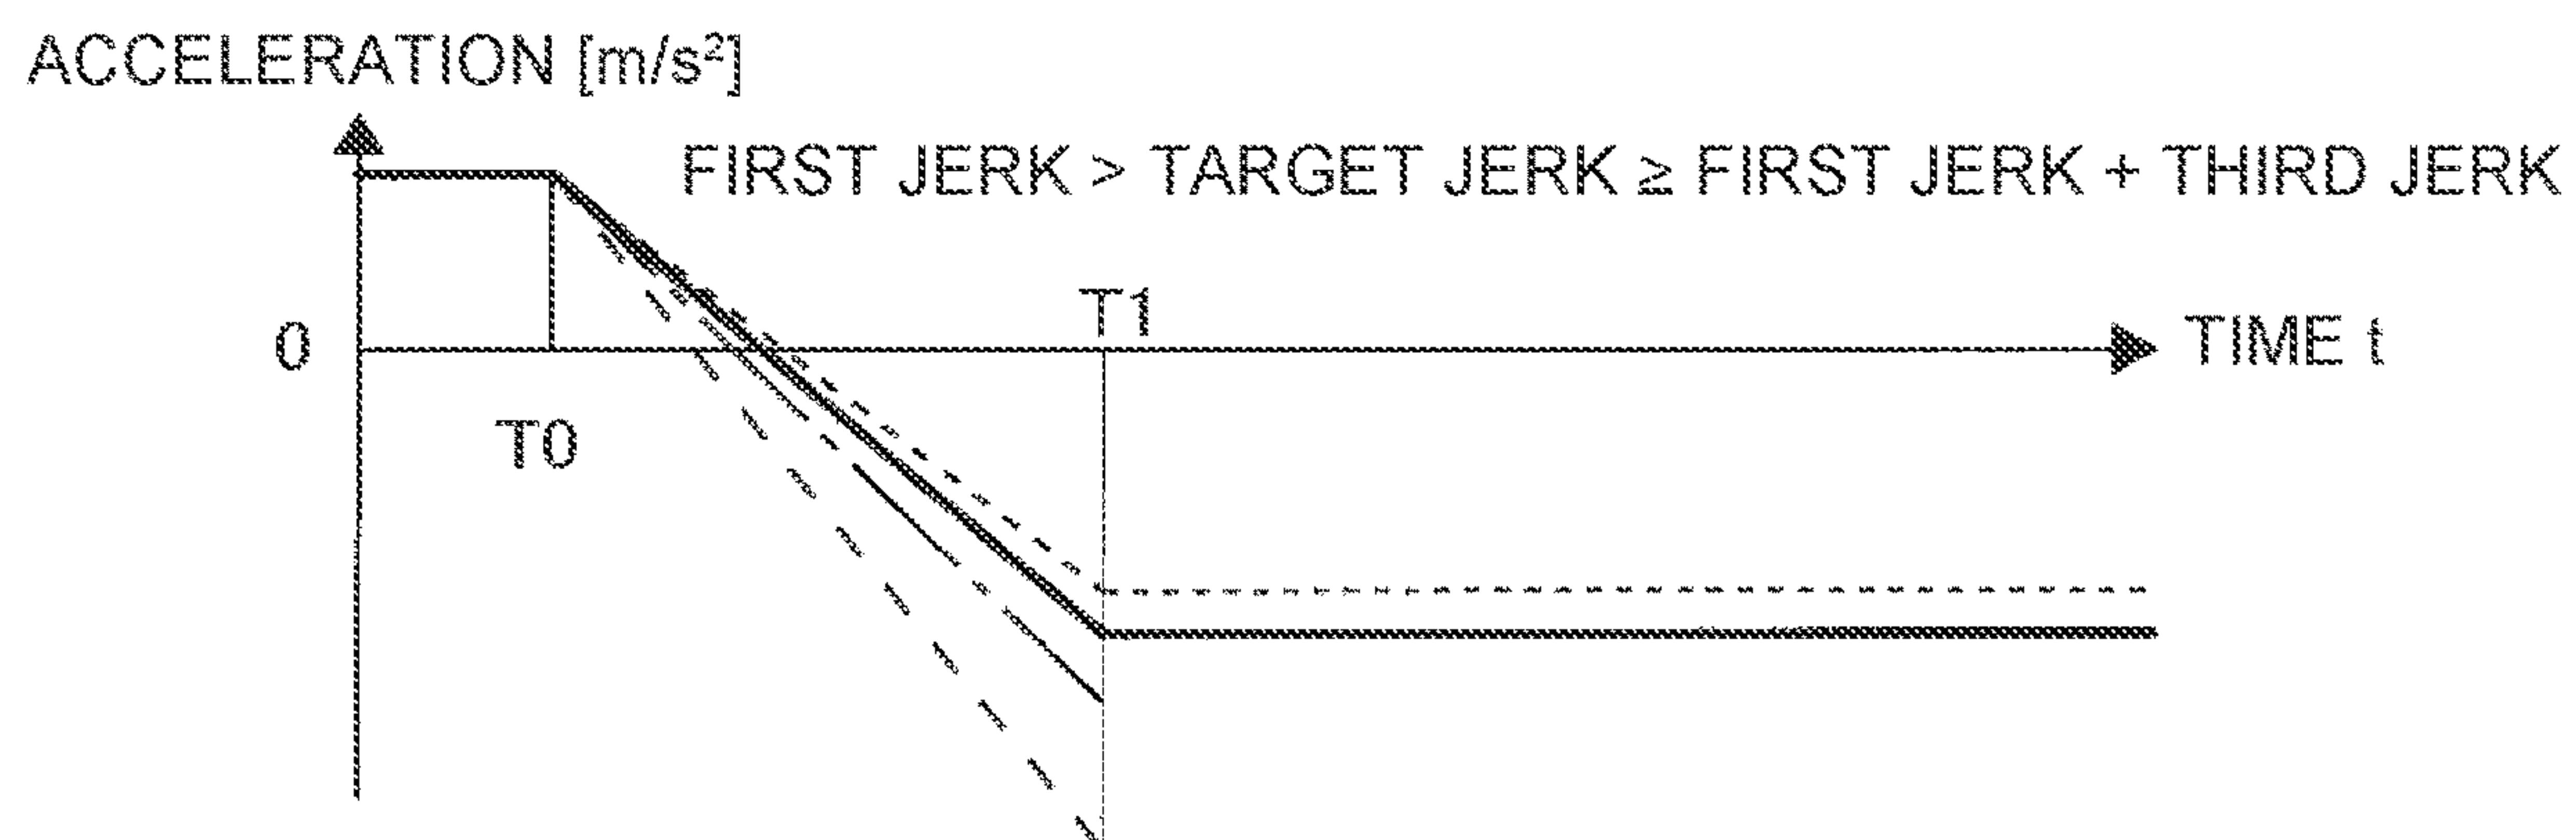 ACCELERATION [m/s²]
FIRST JERK > TARGET JERK ≥ FIRST JERK + THIRD JERK
T1
0
TIME t
T0